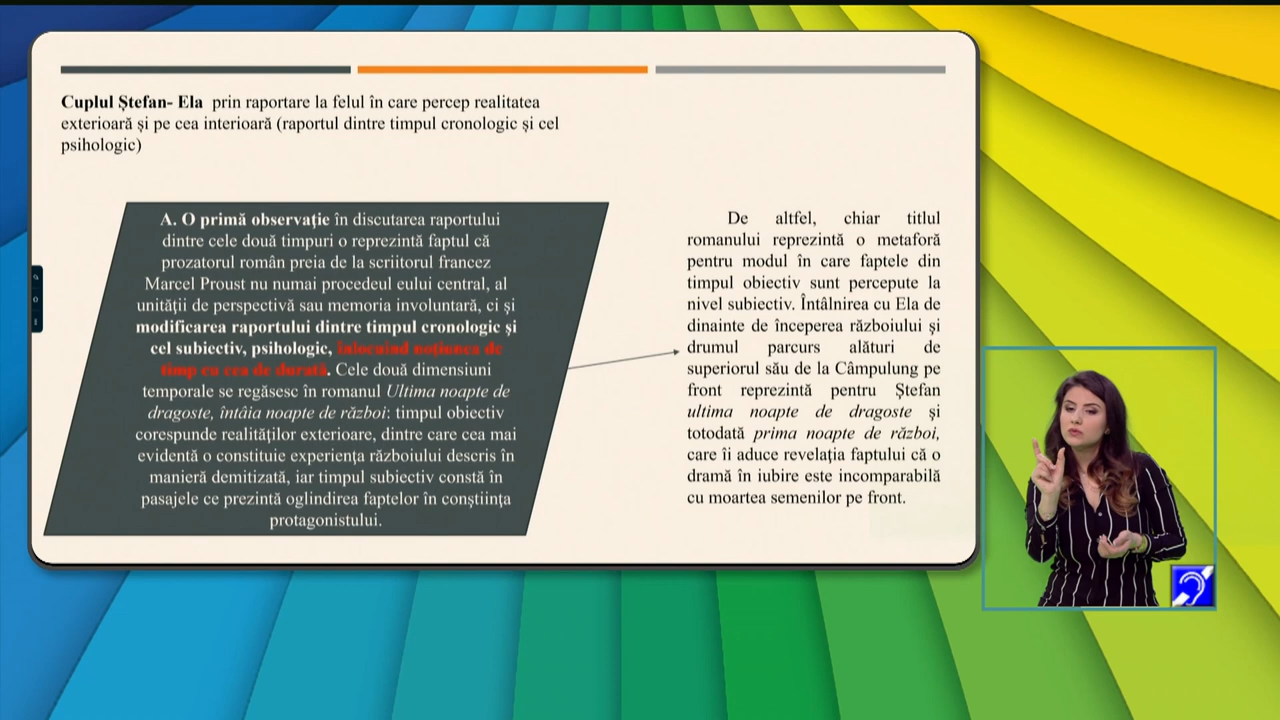 Cuplul Ștefan- Ela prin raportare la felul în care percep realitatea
exterioară și pe cea interioară (raportul dintre timpul cronologic și cel
psihologic)
A. O primă observație în discutarea raportului
dintre cele două timpuri o reprezintă faptul că
prozatorul român preia de la scriitorul francez
Marcel Proust nu numai procedeul eului central, al
unității de perspectivă sau memoria involuntară, ci și
modificarea raportului dintre timpul cronologic și
cel subiectiv, psihologic, înlocuind noțiunea de
timp cu cea de durată. Cele două dimensiuni
temporale se regăsesc în romanul Ultima noapte de
dragoste, întâia noapte de război: timpul obiectiv
corespunde realităților exterioare, dintre care cea mai
evidentă o constituie experiența războiului descris în
manieră demitizată, iar timpul subiectiv constă în
pasajele ce prezintă oglindirea faptelor în conștiința
protagonistului.
De altfel, chiar titlul
romanului reprezintă o metaforă
pentru modul în care faptele din
timpul obiectiv sunt percepute la
nivel subiectiv. Întâlnirea cu Ela de
dinainte de începerea războiului și
drumul parcurs alături de
superiorul său de la Câmpulung pe
front reprezintă pentru Ștefan
ultima noapte de dragoste și
totodată prima noapte de război,
care îi aduce revelația faptului că o
dramă în iubire este incomparabilă
cu moartea semenilor pe front.